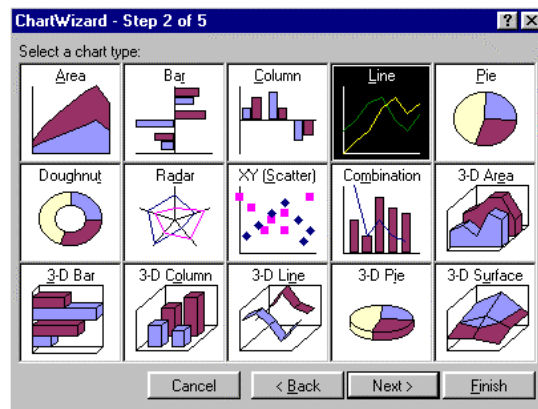 ChartWizard - Step 2 of 5
Select a chart type:
Area Bar Column Line Pie
Doughnut Radar XY (Scatter) Combination 3-D Area
3-D Bar 3-D Column 3-D Line 3-D Pie 3-D Surface
Cancel < Back Next > Finish